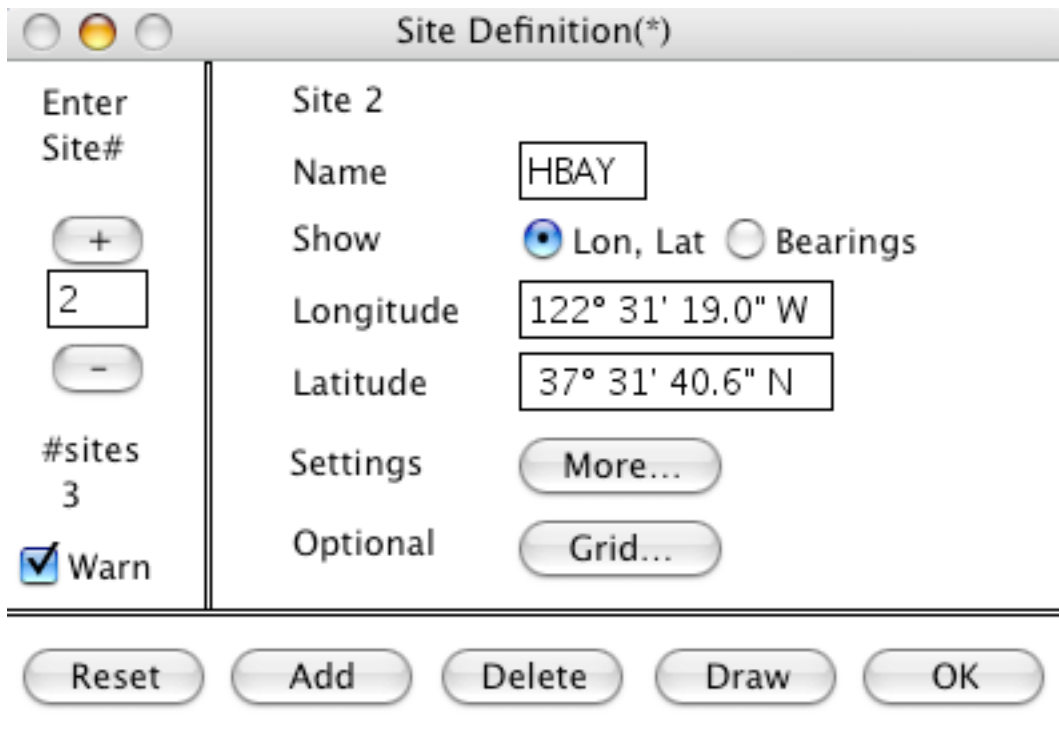 Site Definition(*)
Enter
Site#
+
2
-
#sites
3
Warn
Site 2
Name HBAY
Show Lon, Lat Bearings
Longitude 122° 31' 19.0" W
Latitude 37° 31' 40.6" N
Settings More...
Optional Grid...
Reset Add Delete Draw OK